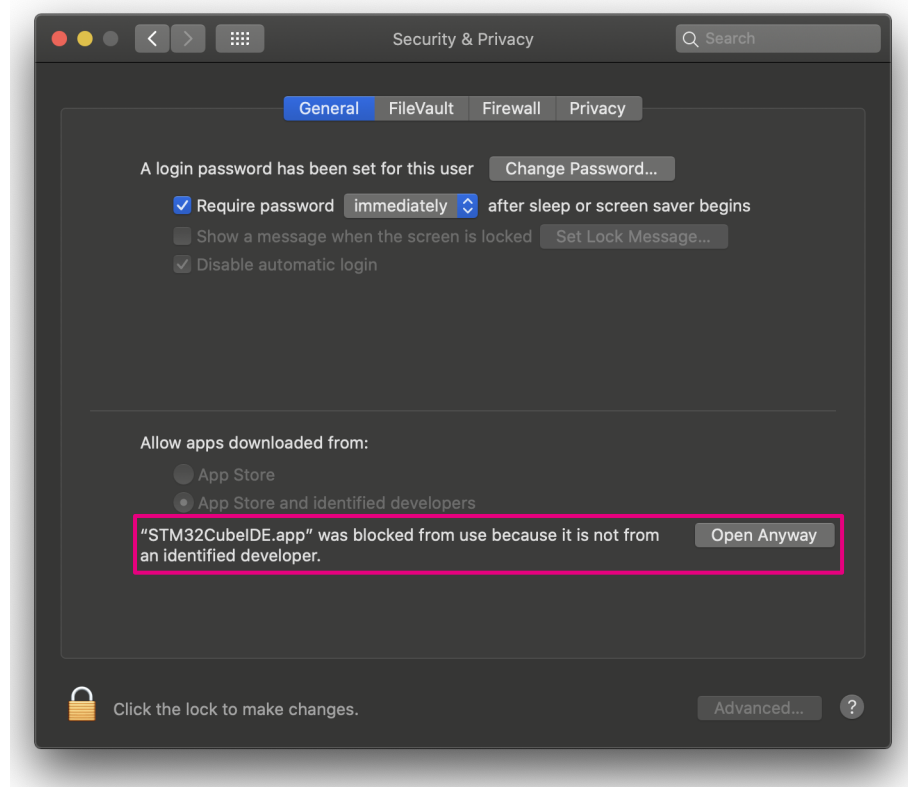 Security & Privacy
Search
General FileVault Firewall Privacy
A login password has been set for this user Change Password...
Require password immediately after sleep or screen saver begins
Show a message when the screen is locked Set Lock Message...
Disable automatic login
Allow apps downloaded from:
App Store
App Store and identified developers
“STM32CubeIDE.app” was blocked from use because it is not from Open Anyway
an identified developer.
Click the lock to make changes. Advanced... ?